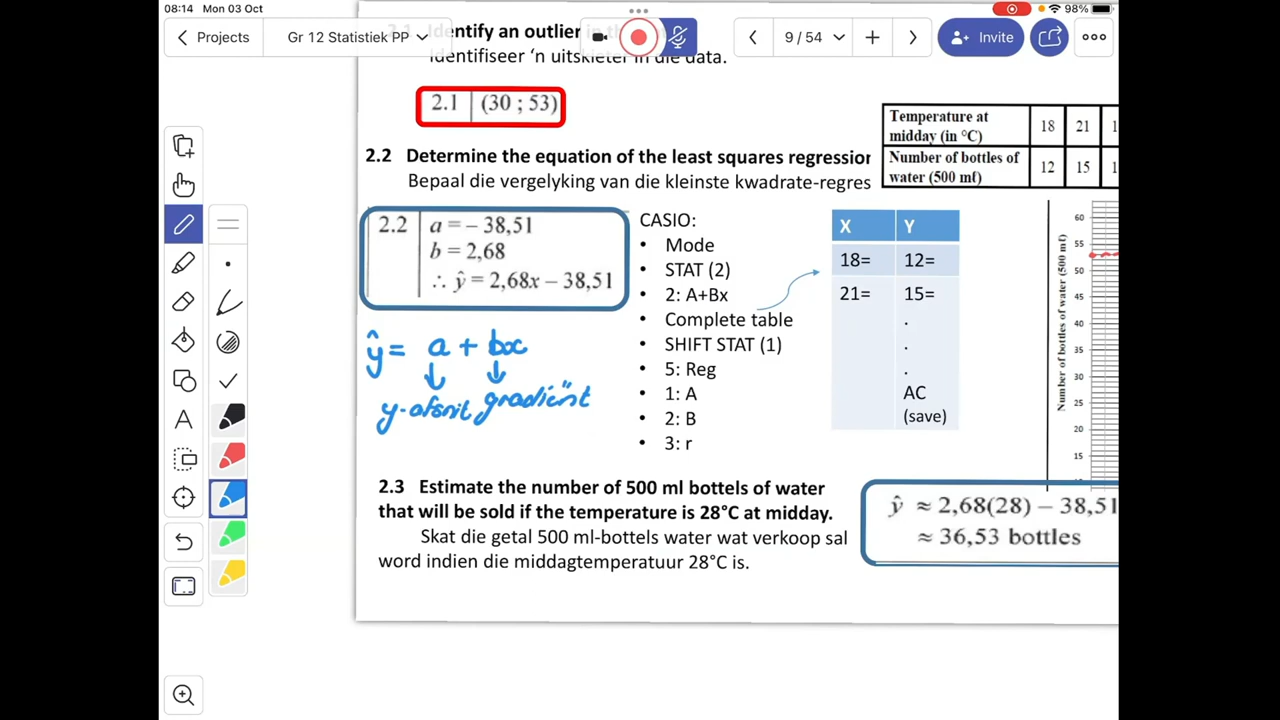 08:14 Mon 03 Oct
98%
Projects
Gr 12 Statistiek PP
9 / 54
Invite
Identify an outlier in
Identifiseer ‘n uitskieter in die data.
2.1 (30 ; 53)
Temperature at midday (in °C) 18 21 1
Number of bottles of water (500 mℓ) 12 15 1
2.2 Determine the equation of the least squares regression
Bepaal die vergelyking van die kleinste kwadrate-regres
2.2 a = – 38,51
b = 2,68
∴ ŷ = 2,68x – 38,51
ŷ = a + bx
y-afsnit gradiënt
CASIO:
• Mode
• STAT (2)
• 2: A+Bx
• Complete table
• SHIFT STAT (1)
• 5: Reg
• 1: A
• 2: B
• 3: r
X Y
18= 12=
21= 15=
.
.
.
AC
(save)
Number of bottles of water (500 mℓ)
60
55
50
45
40
35
30
25
20
15
2.3 Estimate the number of 500 ml bottels of water
that will be sold if the temperature is 28°C at midday.
Skat die getal 500 ml-bottels water wat verkoop sal
word indien die middagtemperatuur 28°C is.
ŷ ≈ 2,68(28) – 38,51
≈ 36,53 bottles
A